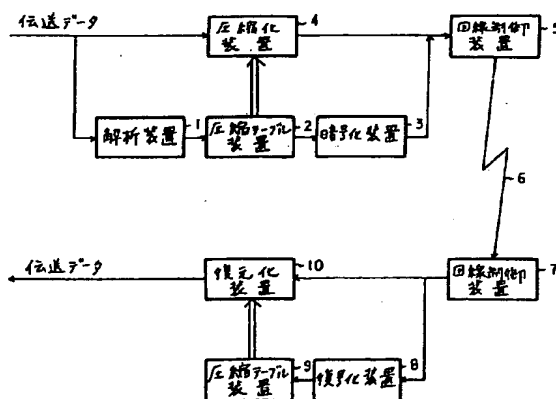 伝送データ
圧縮化
装置
4
回線制御
装置
5
解析装置
1
圧縮テーブル
装置
2
暗号化装置
3
6
伝送データ
復元化
装置
10
回線制御
装置
7
圧縮テーブル
装置
9
復号化装置
8